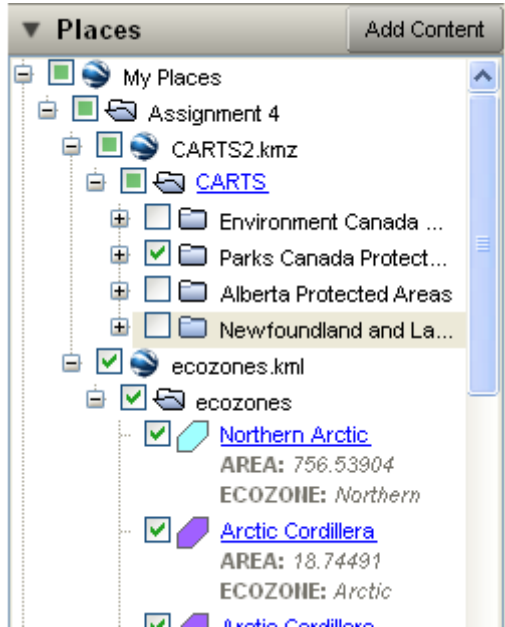 Places
Add Content
My Places
Assignment 4
CARTS2.kmz
CARTS
Environment Canada ...
Parks Canada Protect...
Alberta Protected Areas
Newfoundland and La...
ecozones.kml
ecozones
Northern Arctic
AREA: 756.53904
ECOZONE: Northern
Arctic Cordillera
AREA: 18.74491
ECOZONE: Arctic
Arctic Cordillera